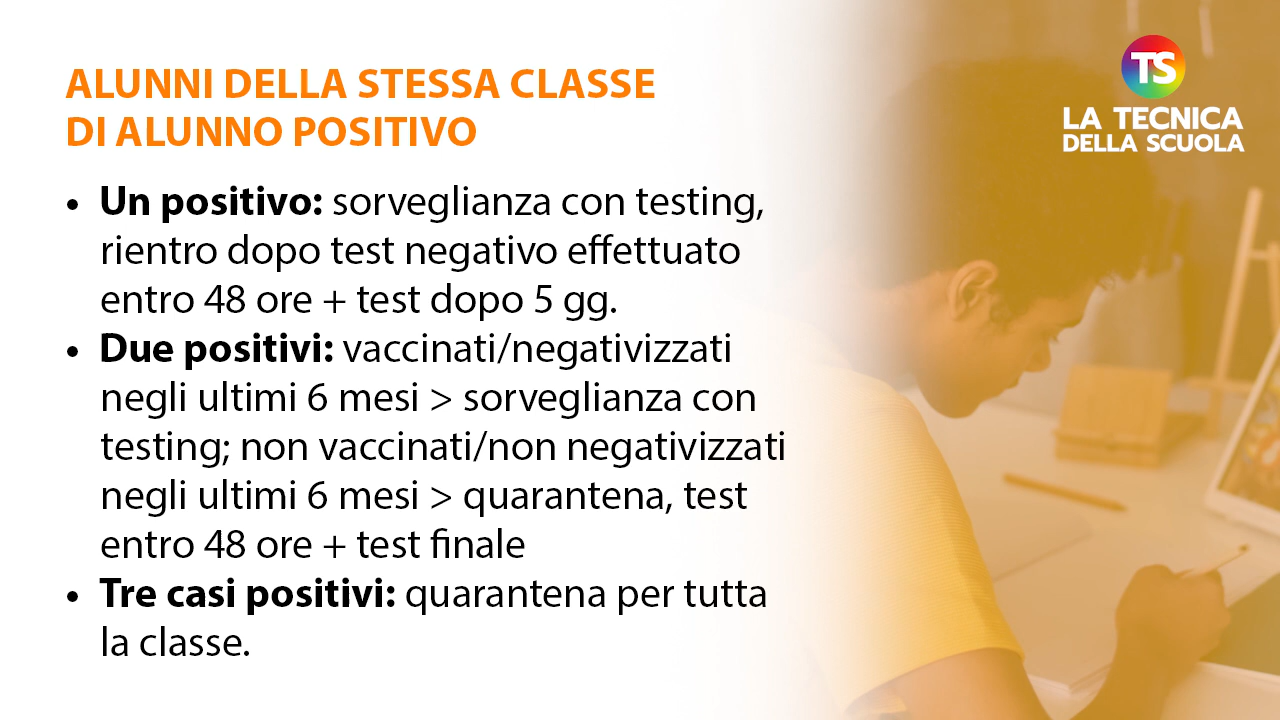 ALUNNI DELLA STESSA CLASSE
DI ALUNNO POSITIVO
TS
LA TECNICA
DELLA SCUOLA
• Un positivo: sorveglianza con testing,
rientro dopo test negativo effettuato
entro 48 ore + test dopo 5 gg.
• Due positivi: vaccinati/negativizzati
negli ultimi 6 mesi > sorveglianza con
testing; non vaccinati/non negativizzati
negli ultimi 6 mesi > quarantena, test
entro 48 ore + test finale
• Tre casi positivi: quarantena per tutta
la classe.